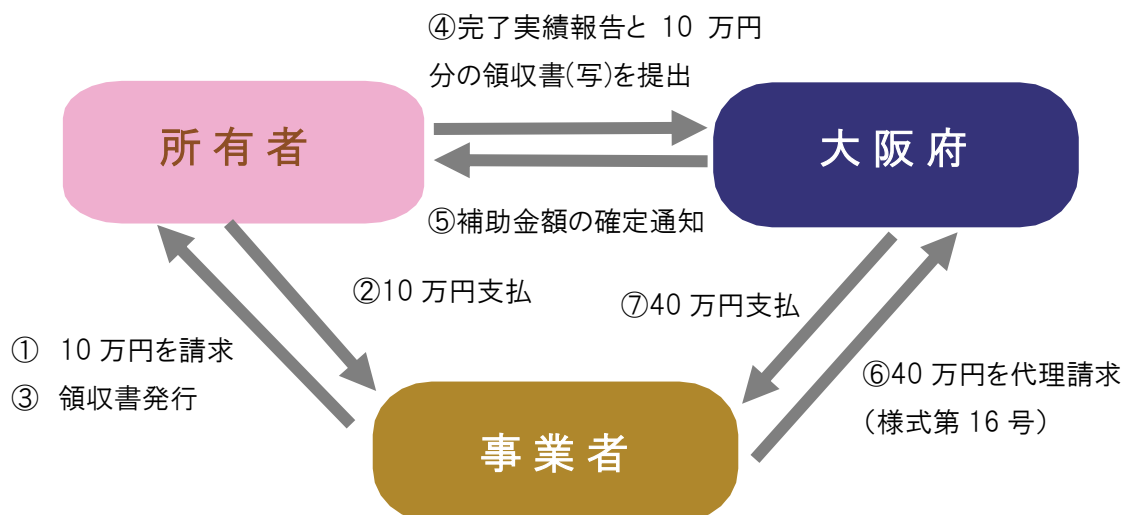 ④完了実績報告と 10 万円
分の領収書(写)を提出
所有者
大阪府
⑤補助金額の確定通知
②10 万円支払
⑦40 万円支払
① 10 万円を請求
③ 領収書発行
⑥40 万円を代理請求
(様式第 16 号)
事業者